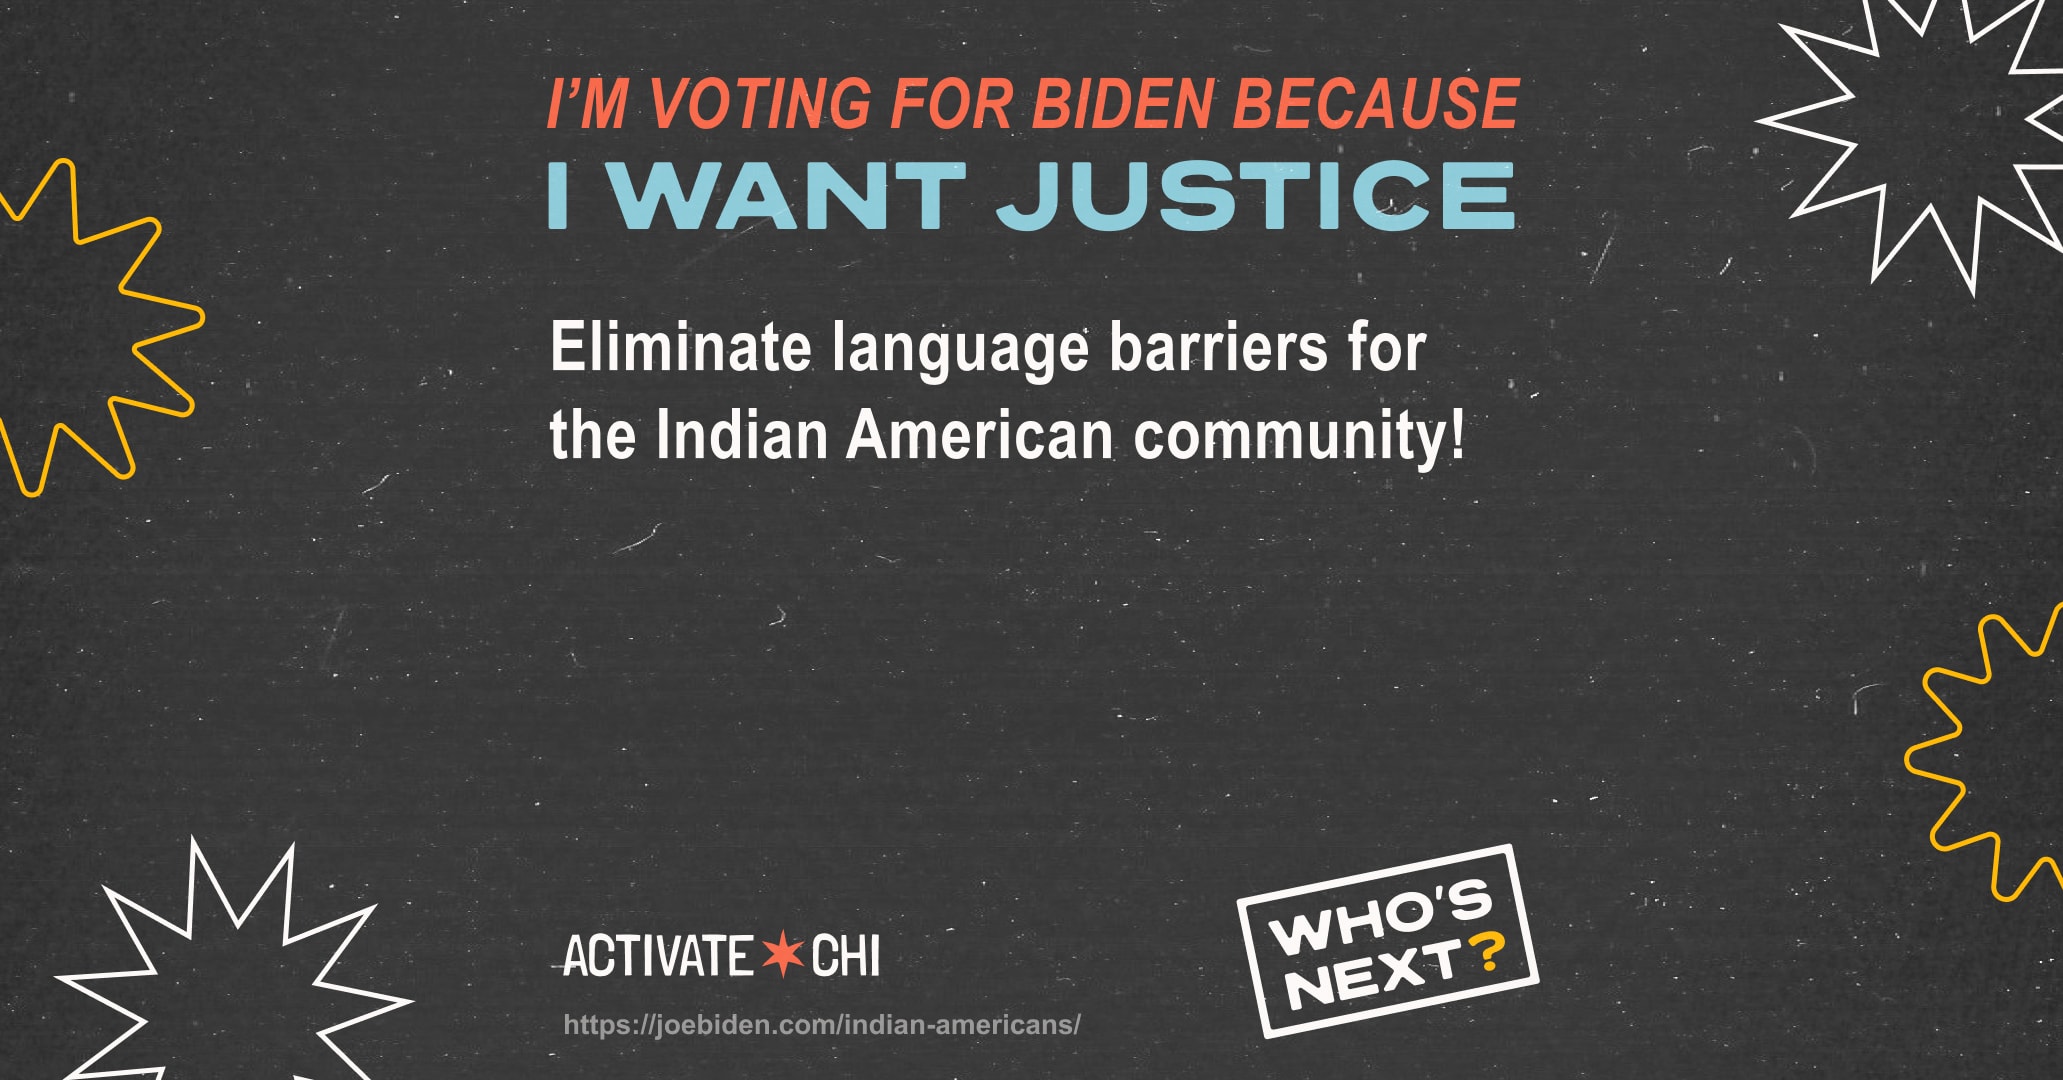 I’M VOTING FOR BIDEN BECAUSE
I WANT JUSTICE
Eliminate language barriers for
the Indian American community!
ACTIVATE CHI
https://joebiden.com/indian-americans/
WHO'S
NEXT?